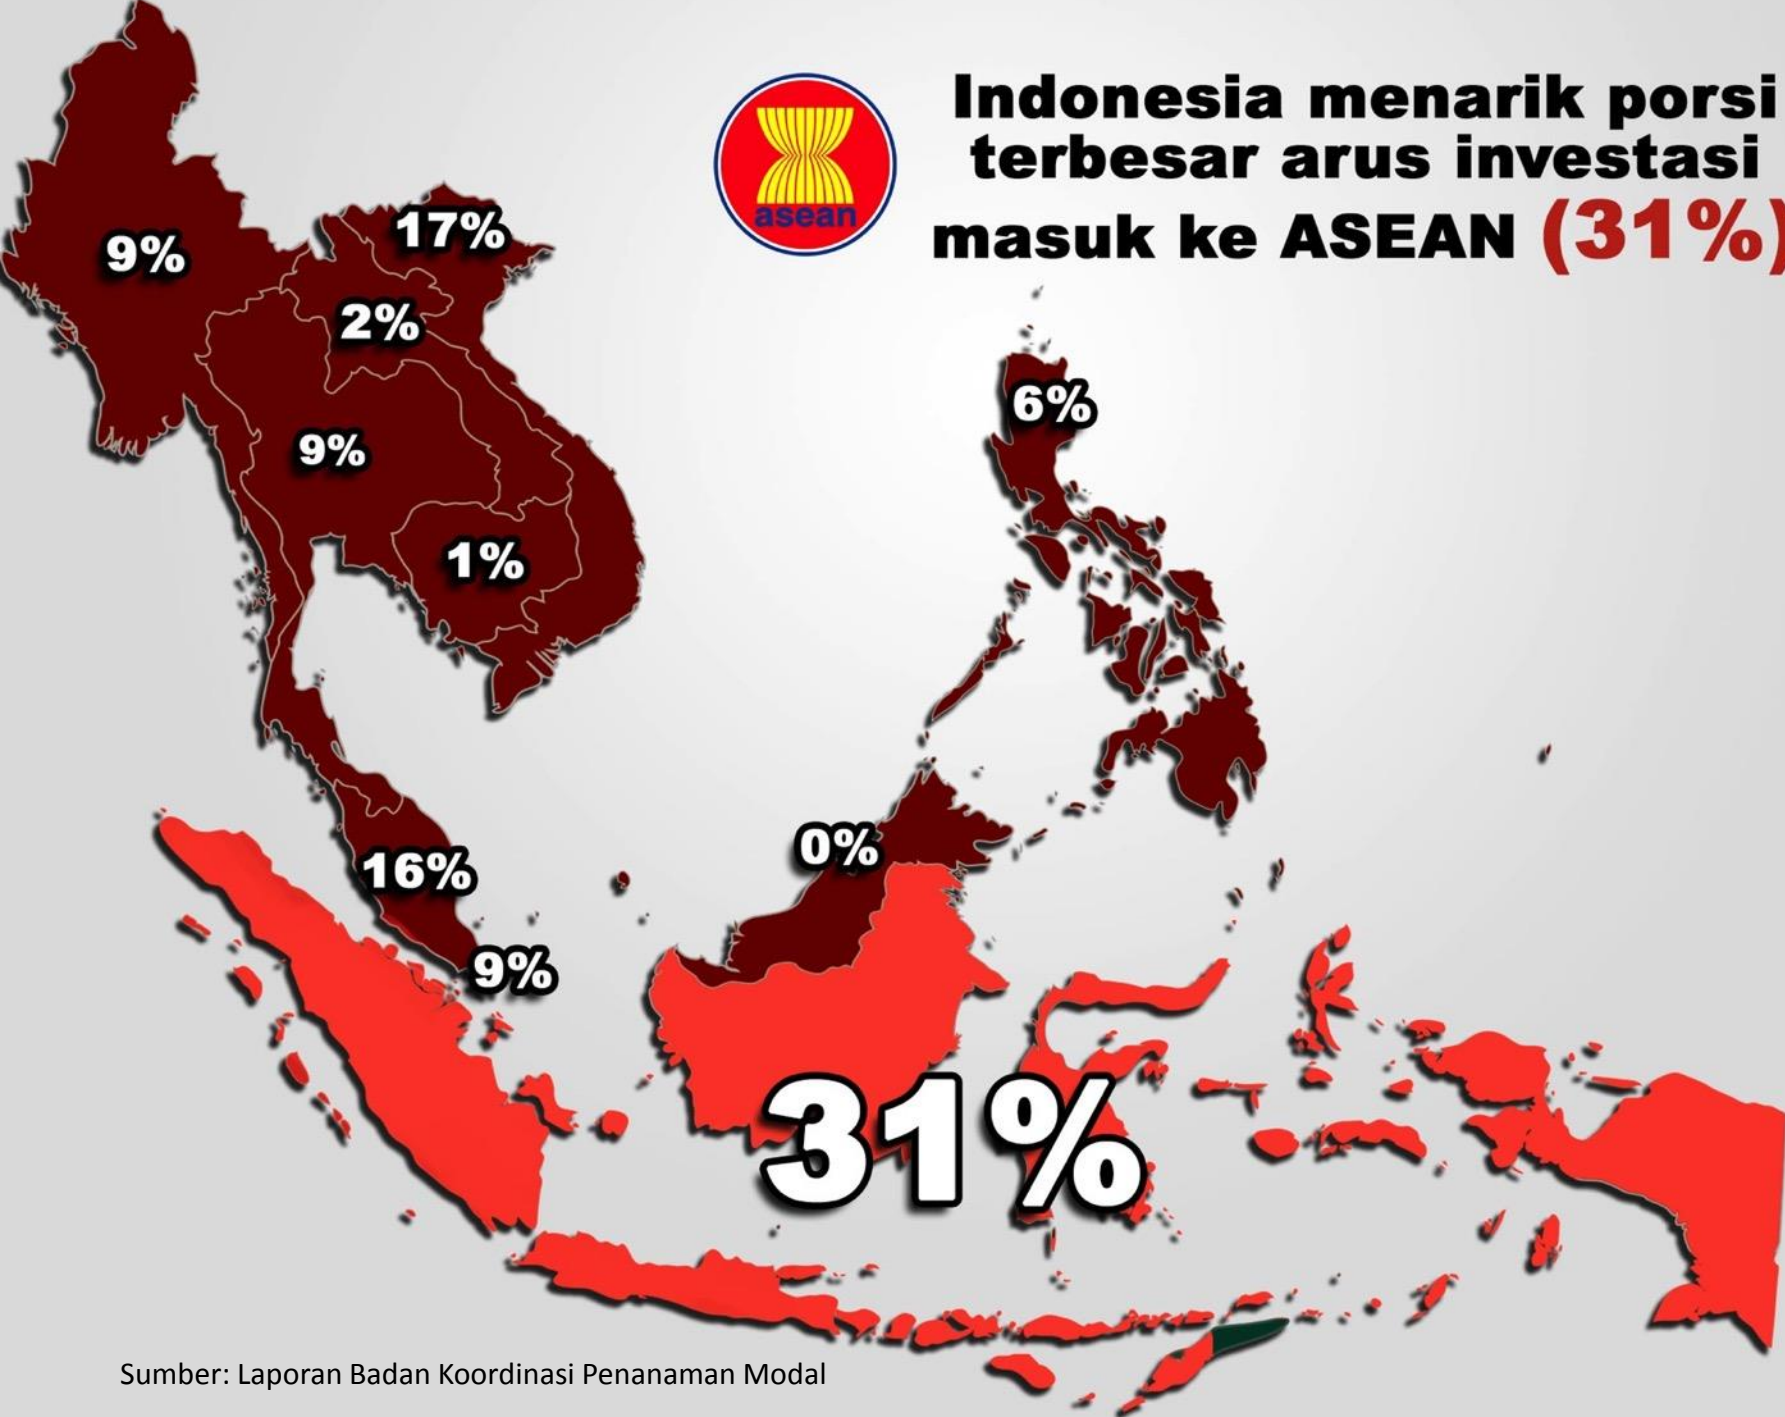 Indonesia menarik porsi
terbesar arus investasi
masuk ke ASEAN (31%)
asean
17%
9%
2%
6%
9%
1%
0%
16%
9%
31%
Sumber: Laporan Badan Koordinasi Penanaman Modal